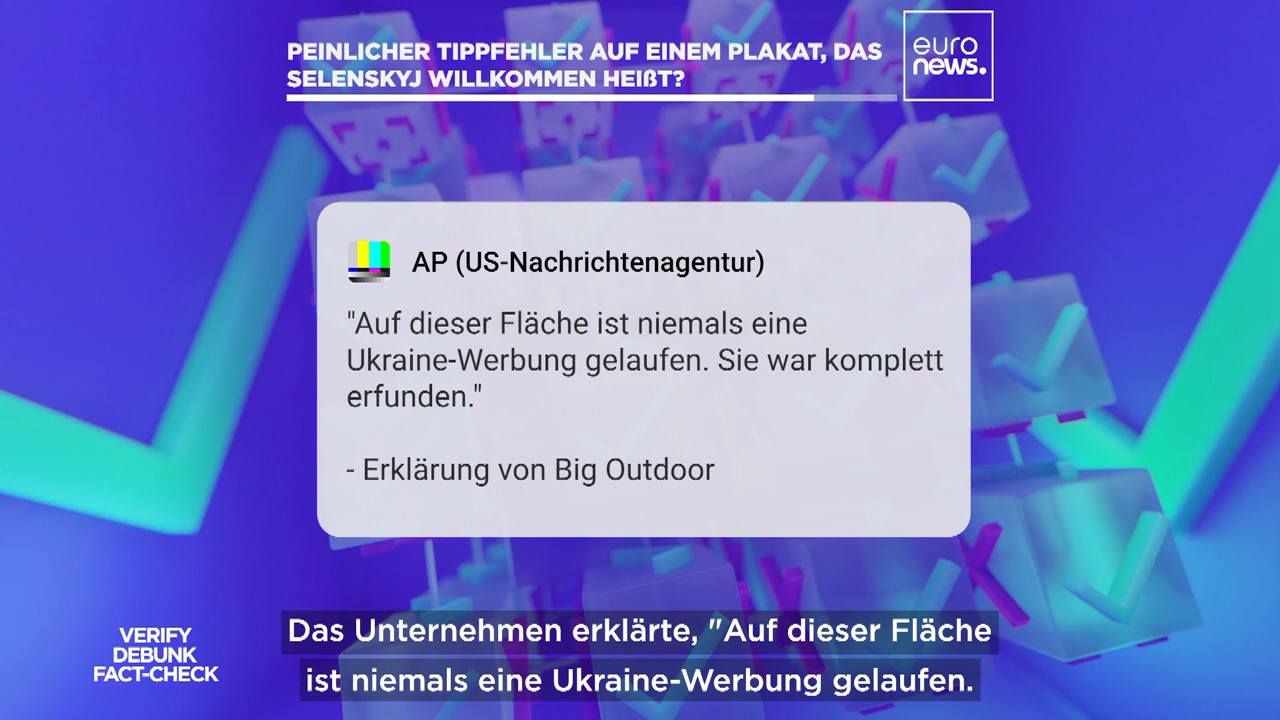 PEINLICHER TIPPFEHLER AUF EINEM PLAKAT, DAS
SELENSKYJ WILLKOMMEN HEIßT?
euro
news.
AP (US-Nachrichtenagentur)
"Auf dieser Fläche ist niemals eine
Ukraine-Werbung gelaufen. Sie war komplett
erfunden."
- Erklärung von Big Outdoor
VERIFY
DEBUNK
FACT-CHECK
Das Unternehmen erklärte, "Auf dieser Fläche
ist niemals eine Ukraine-Werbung gelaufen.